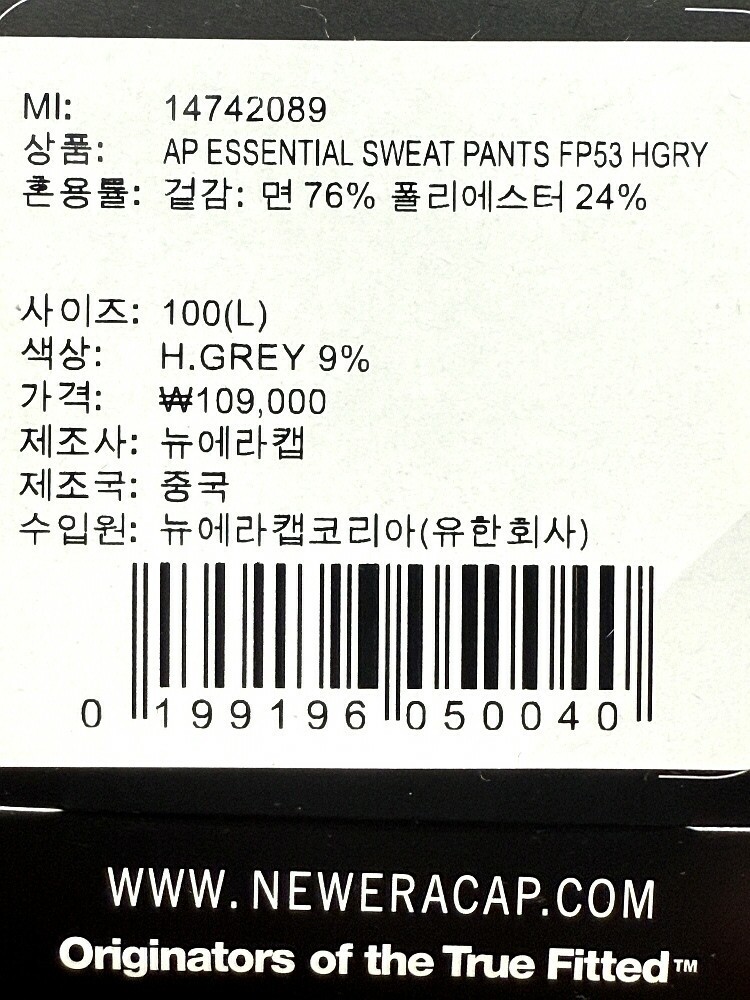 MI: 14742089
상품: AP ESSENTIAL SWEAT PANTS FP53 HGRY
혼용률: 겉감: 면 76% 폴리에스터 24%
사이즈: 100(L)
색상: H.GREY 9%
가격: ₩109,000
제조사: 뉴에라캡
제조국: 중국
수입원: 뉴에라캡코리아(유한회사)
0 199196 050040
WWW.NEWERACAP.COM
Originators of the True Fitted™